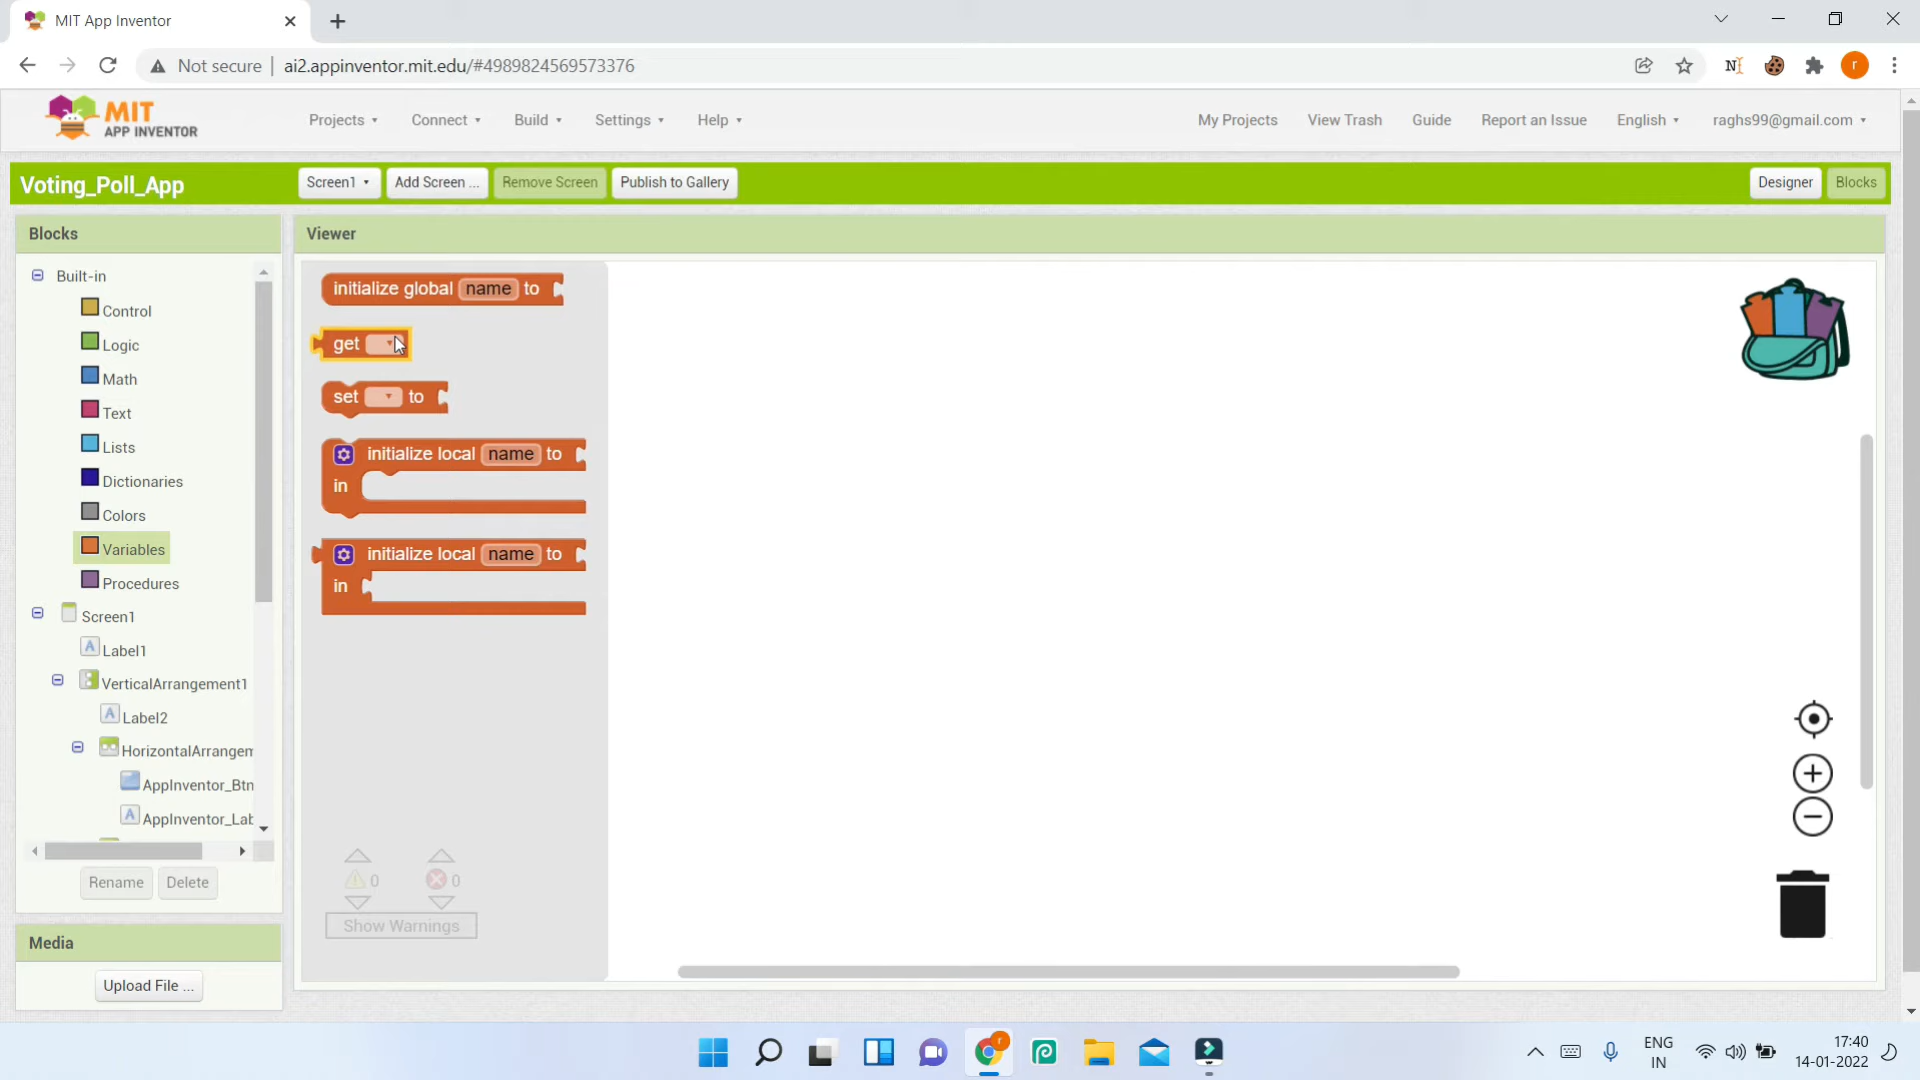 MIT App Inventor
Not secure
ai2.appinventor.mit.edu/#4989824569573376
N
r
MIT
APP INVENTOR
Projects
Connect
Build
Settings
Help
My Projects
View Trash
Guide
Report an Issue
English
raghs99@gmail.com
Voting_Poll_App
Screen1
Add Screen ...
Remove Screen
Publish to Gallery
Designer
Blocks
Blocks
Viewer
Built-in
Control
Logic
Math
Text
Lists
Dictionaries
Colors
Variables
Procedures
Screen1
A Label1
VerticalArrangement1
A Label2
HorizontalArrangem
AppInventor_Btn
A AppInventor_Lab
Rename
Delete
Media
Upload File ...
initialize global name to
get
set to
initialize local name to
in
initialize local name to
in
0
0
Show Warnings
r
ENG
IN
17:40
14-01-2022